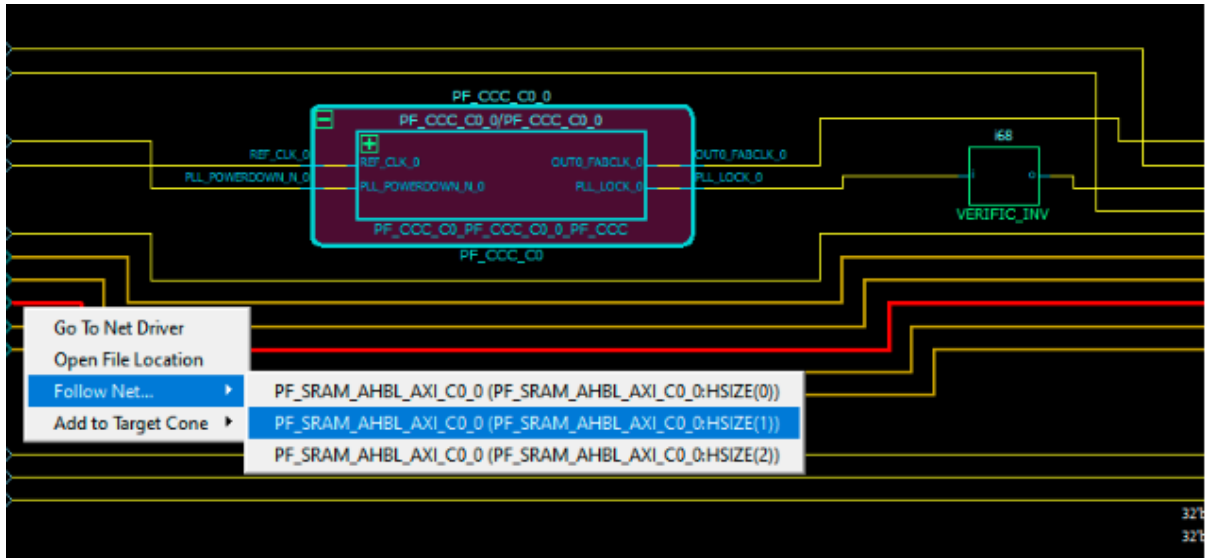 PF_CCC_C0_0
PF_CCC_C0_0/PF_CCC_C0_0
i68
REF_CLK_0
REF_CLK_0
OUT0_FABCLK_0
OUT0_FABCLK_0
PLL_POWERDOWN_N_0
PLL_POWERDOWN_N_0
PLL_LOCK_0
PLL_LOCK_0
i
o
VERIFIC_INV
PF_CCC_C0_PF_CCC_C0_0_PF_CCC
PF_CCC_C0
Go To Net Driver
Open File Location
Follow Net...
Add to Target Cone
PF_SRAM_AHBL_AXI_C0_0 (PF_SRAM_AHBL_AXI_C0_0:HSIZE(0))
PF_SRAM_AHBL_AXI_C0_0 (PF_SRAM_AHBL_AXI_C0_0:HSIZE(1))
PF_SRAM_AHBL_AXI_C0_0 (PF_SRAM_AHBL_AXI_C0_0:HSIZE(2))